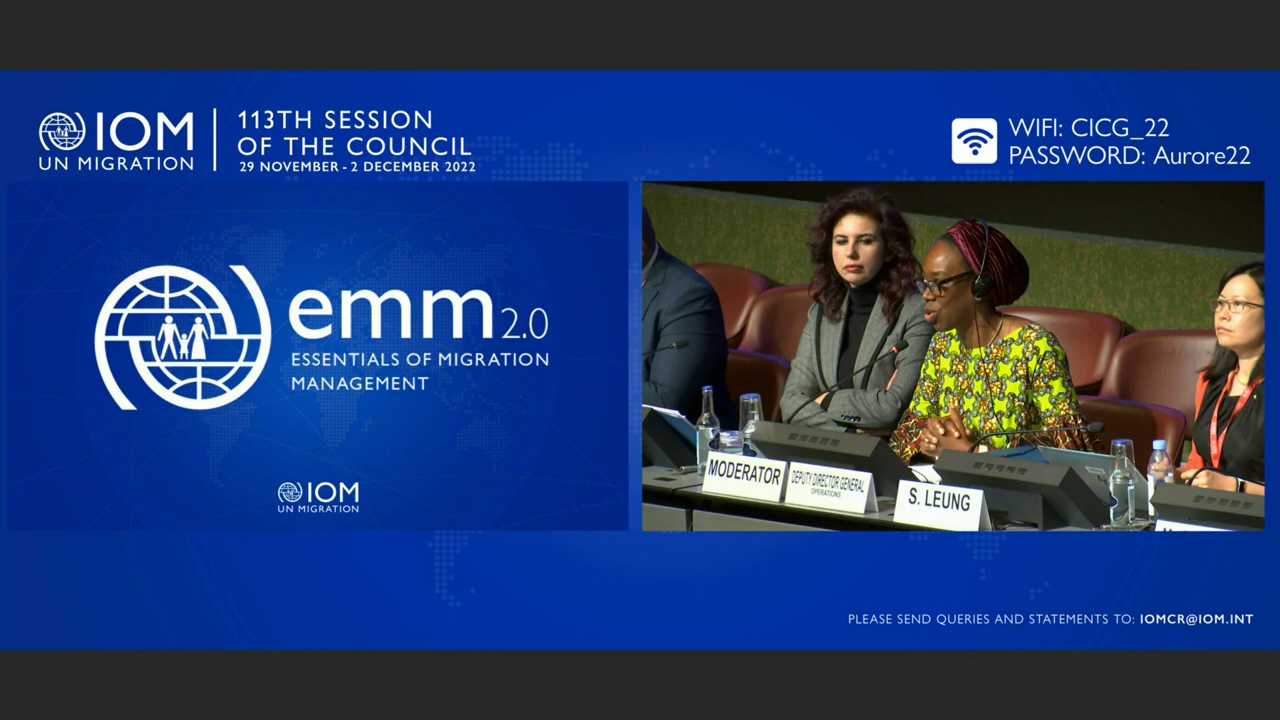 IOM
UN MIGRATION
113TH SESSION
OF THE COUNCIL
29 NOVEMBER - 2 DECEMBER 2022
WIFI: CICG_22
PASSWORD: Aurore22
emm 2.0
ESSENTIALS OF MIGRATION
MANAGEMENT
IOM
UN MIGRATION
MODERATOR
DEPUTY DIRECTOR GENERAL
OPERATIONS
S. LEUNG
PLEASE SEND QUERIES AND STATEMENTS TO: IOMCR@IOM.INT